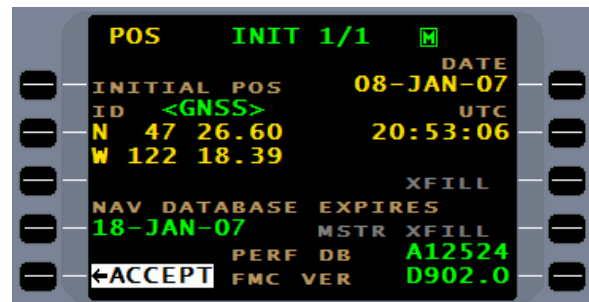 POS INIT 1/1 M
DATE
INITIAL POS 08-JAN-07
ID <GNSS> UTC
N 47 26.60 20:53:06
W 122 18.39
XFILL
NAV DATABASE EXPIRES
18-JAN-07 MSTR XFILL
PERF DB A12524
←ACCEPT FMC VER D902.0